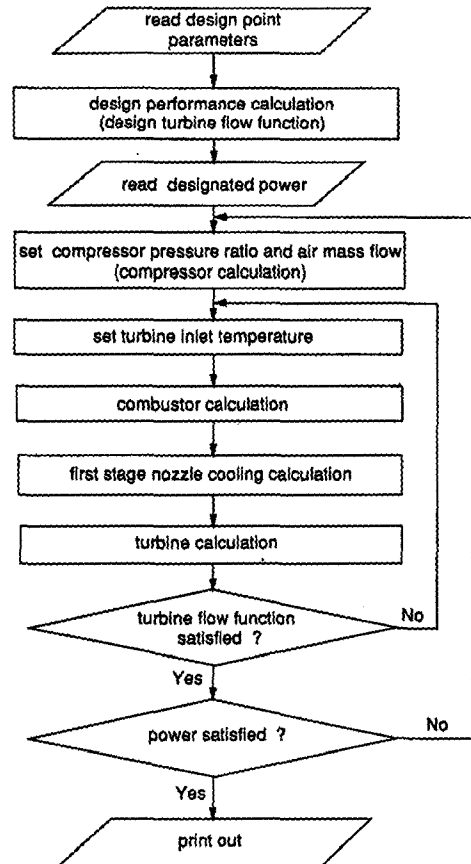 read design point
parameters
design performance calculation
(design turbine flow function)
read designated power
set compressor pressure ratio and air mass flow
(compressor calculation)
set turbine inlet temperature
combustor calculation
first stage nozzle cooling calculation
turbine calculation
turbine flow function
satisfied ?
No
Yes
power satisfied ?
No
Yes
print out